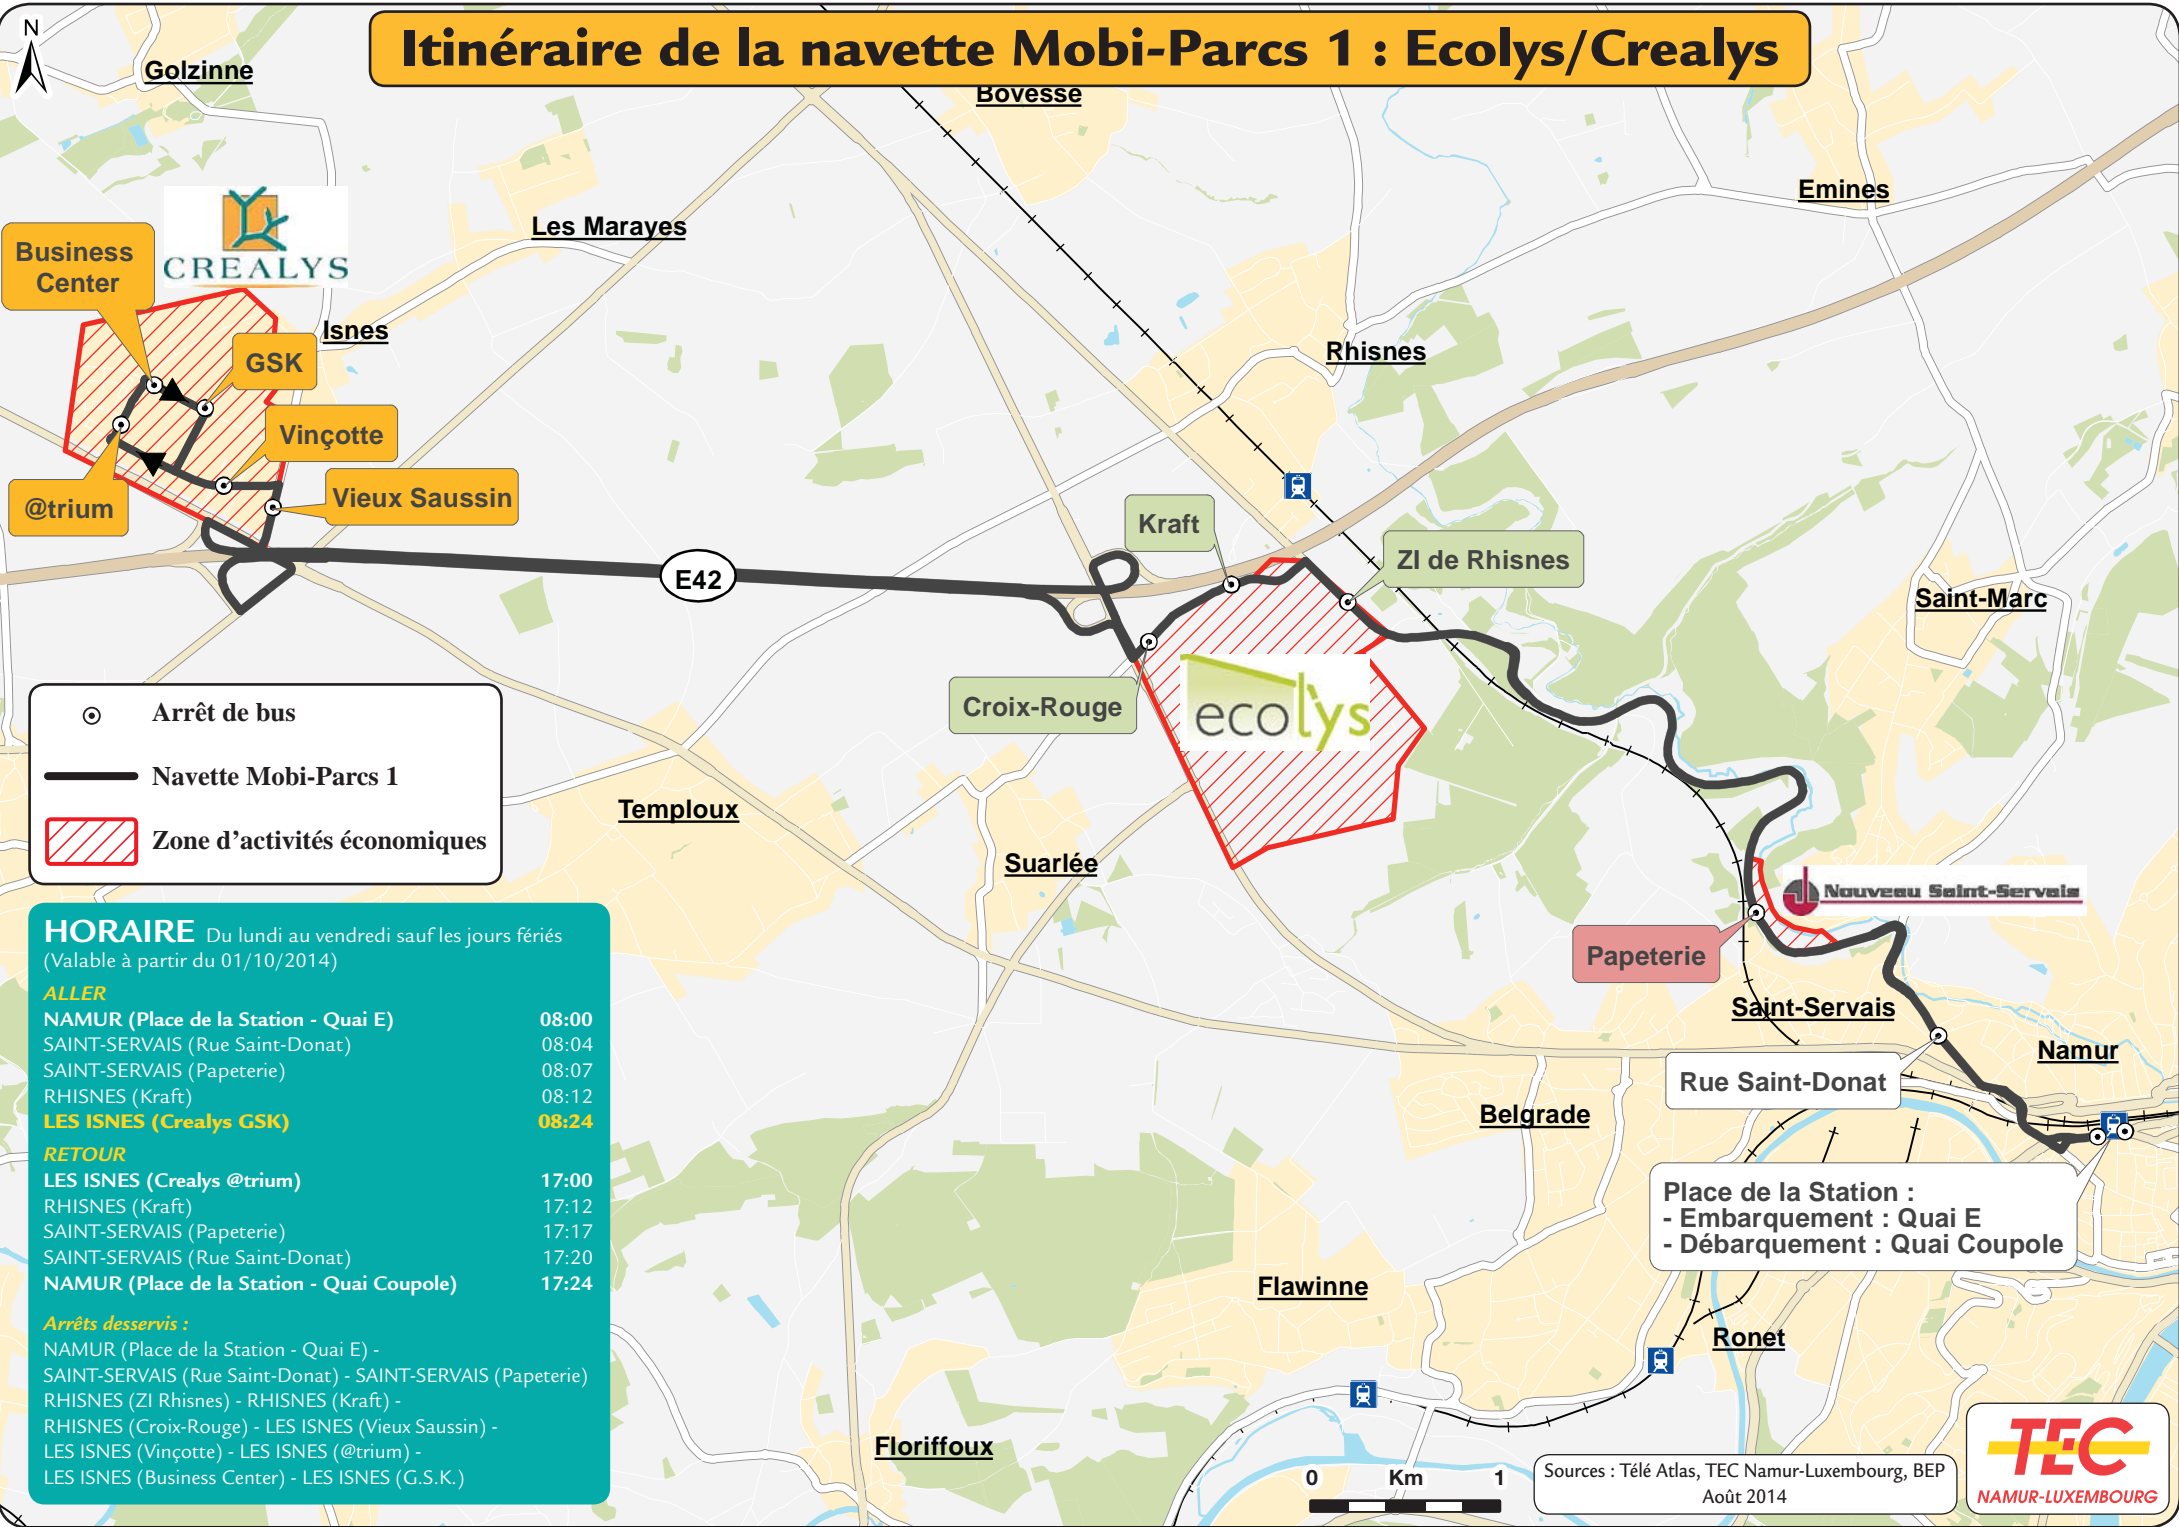 Itinéraire de la navette Mobi-Parcs 1 : Ecolys/Crealys
N
Golzinne
Bovesse
Emines
Les Marayes
CREALYS
Business
Center
Isnes
GSK
Rhisnes
Vinçotte
Vieux Saussin
@trium
Kraft
ZI de Rhisnes
E42
Saint-Marc
Croix-Rouge
ecolys
Arrêt de bus
Navette Mobi-Parcs 1
Zone d'activités économiques
Temploux
Suarlée
Nouveau Saint-Servais
Papeterie
Saint-Servais
Namur
Rue Saint-Donat
Belgrade
Place de la Station :
- Embarquement : Quai E
- Débarquement : Quai Coupole
Flawinne
Ronet
Floriffoux
HORAIRE Du lundi au vendredi sauf les jours fériés
(Valable à partir du 01/10/2014)
ALLER
NAMUR (Place de la Station - Quai E) 08:00
SAINT-SERVAIS (Rue Saint-Donat) 08:04
SAINT-SERVAIS (Papeterie) 08:07
RHISNES (Kraft) 08:12
LES ISNES (Crealys GSK) 08:24
RETOUR
LES ISNES (Crealys @trium) 17:00
RHISNES (Kraft) 17:12
SAINT-SERVAIS (Papeterie) 17:17
SAINT-SERVAIS (Rue Saint-Donat) 17:20
NAMUR (Place de la Station - Quai Coupole) 17:24
Arrêts desservis :
NAMUR (Place de la Station - Quai E) -
SAINT-SERVAIS (Rue Saint-Donat) - SAINT-SERVAIS (Papeterie)
RHISNES (ZI Rhisnes) - RHISNES (Kraft) -
RHISNES (Croix-Rouge) - LES ISNES (Vieux Saussin) -
LES ISNES (Vinçotte) - LES ISNES (@trium) -
LES ISNES (Business Center) - LES ISNES (G.S.K.)
0 Km 1
Sources : Télé Atlas, TEC Namur-Luxembourg, BEP
Août 2014
TEC
NAMUR-LUXEMBOURG